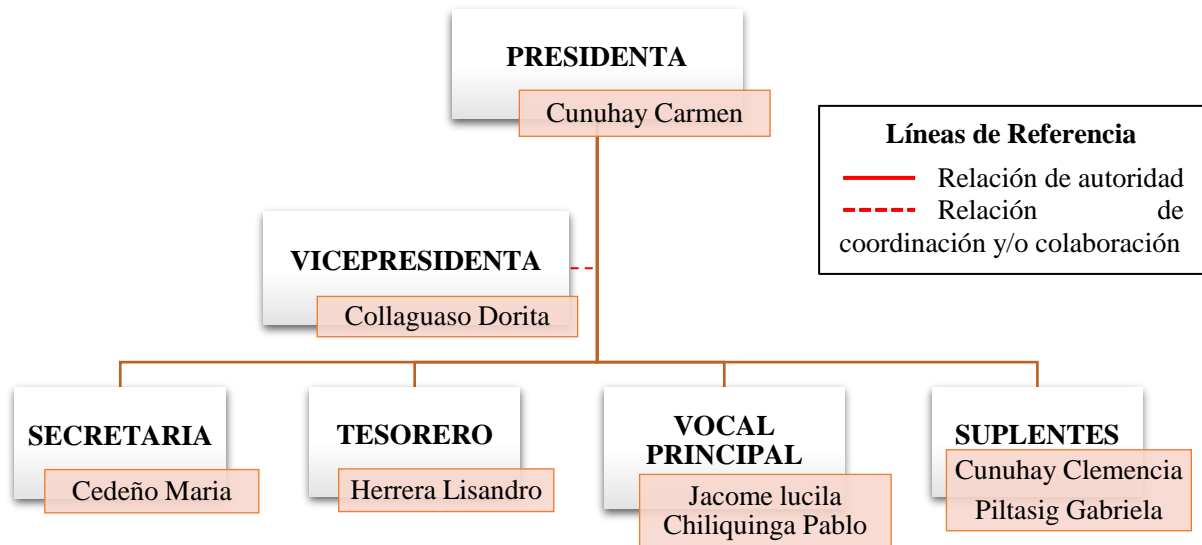 PRESIDENTA
Cunuhay Carmen
Líneas de Referencia
Relación de autoridad
Relación de
coordinación y/o colaboración
VICEPRESIDENTA
Collaguaso Dorita
SECRETARIA
Cedeño Maria
TESORERO
Herrera Lisandro
VOCAL
PRINCIPAL
Jacome lucila
Chiliquinga Pablo
SUPLENTES
Cunuhay Clemencia
Piltasig Gabriela